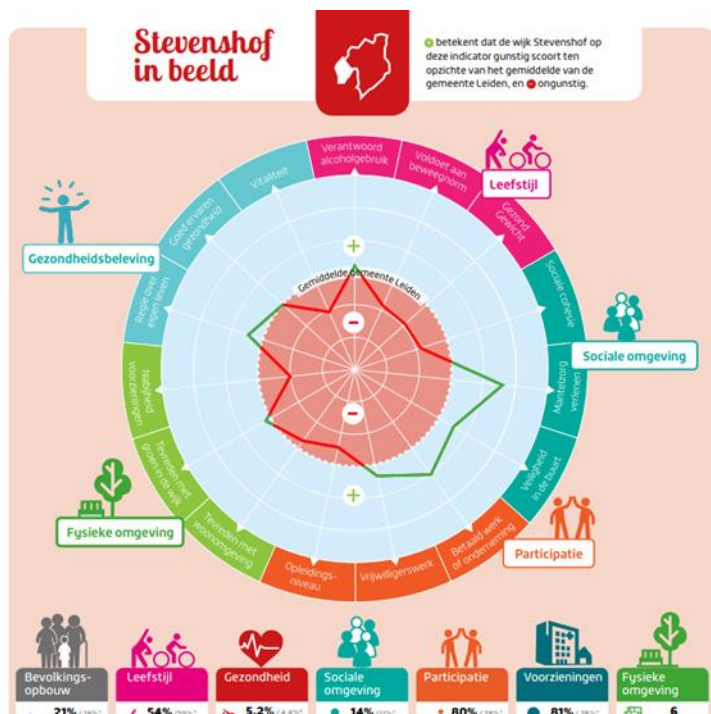 Stevenshof
in beeld
+ betekent dat de wijk Stevenshof op
deze indicator gunstig scoort ten
opzichte van het gemiddelde van de
gemeente Leiden, en - ongunstig.
Verantwoord
alcoholgebruik
Voldoet aan
beweegnorm
Gezond
Gewicht
Leefstijl
Sociale cohesie
Mantelzorg
verlenen
Veiligheid
in de buurt
Sociale omgeving
Betaald werk
of onderneming
Vrijwilligerswerk
Opleidings-
niveau
Participatie
Tevreden met
woonomgeving
Tevreden met
groen in de wijk
Nabijheid
voorzieningen
Fysieke omgeving
Regie over
eigen leven
Goed ervaren
gezondheid
Vitaliteit
Gezondheidsbeleving
+
Gemiddelde gemeente Leiden
-
-
+
Bevolkings-
opbouw
Leefstijl
Gezondheid
Sociale
omgeving
Participatie
Voorzieningen
Fysieke
omgeving
21%
54%
5,2%
14%
80%
81%
6